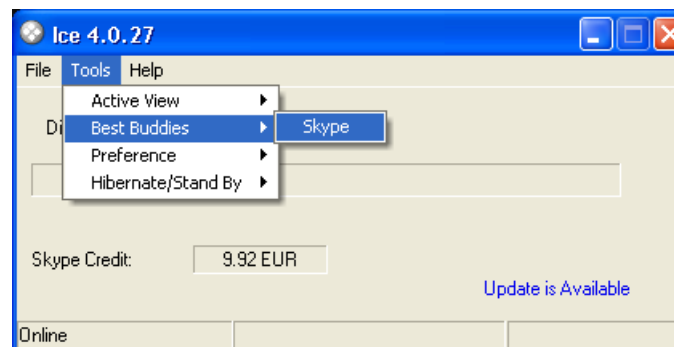 Ice 4.0.27
File Tools Help
Active View
Best Buddies Skype
Preference
Hibernate/Stand By
Skype Credit: 9.92 EUR
Update is Available
Online